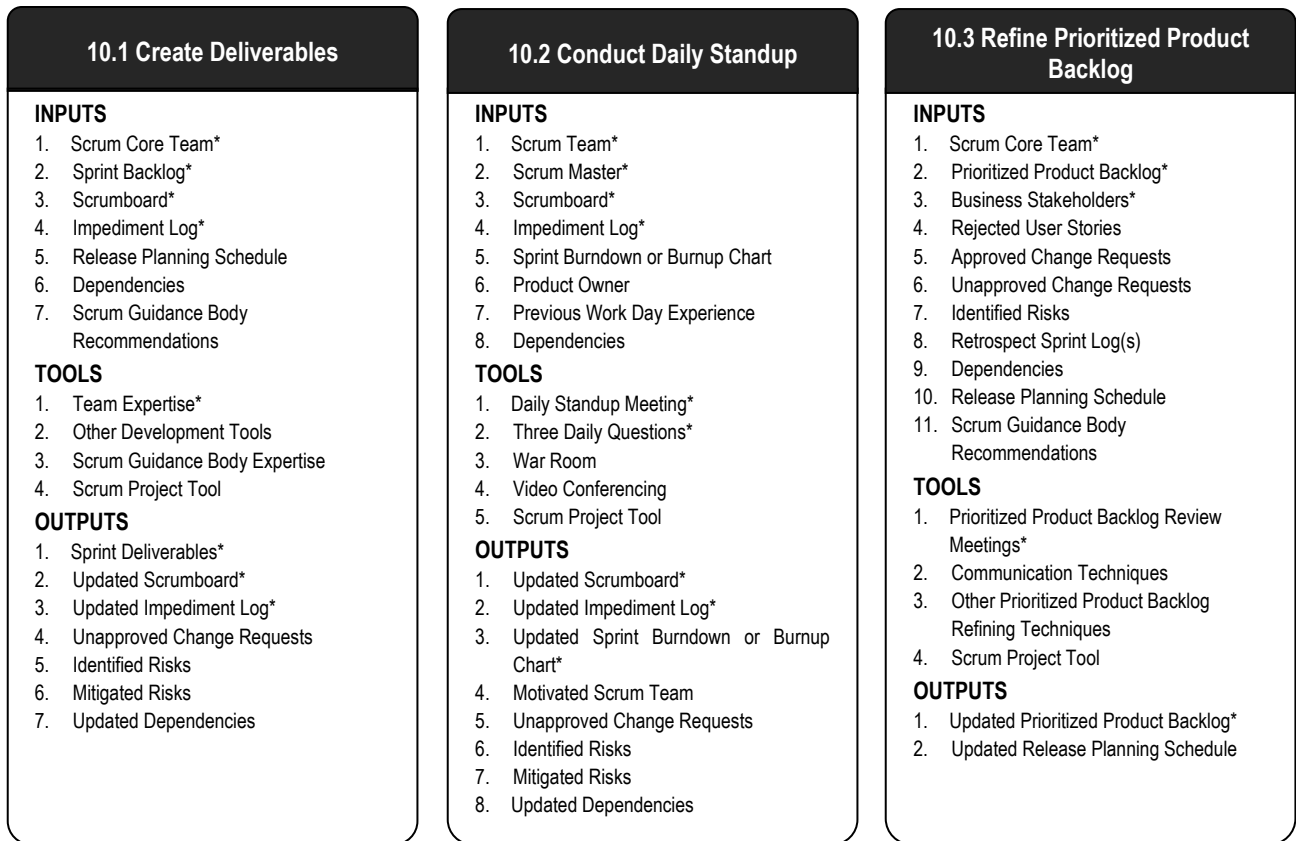 10.1 Create Deliverables
INPUTS
1. Scrum Core Team*
2. Sprint Backlog*
3. Scrumboard*
4. Impediment Log*
5. Release Planning Schedule
6. Dependencies
7. Scrum Guidance Body
Recommendations
TOOLS
1. Team Expertise*
2. Other Development Tools
3. Scrum Guidance Body Expertise
4. Scrum Project Tool
OUTPUTS
1. Sprint Deliverables*
2. Updated Scrumboard*
3. Updated Impediment Log*
4. Unapproved Change Requests
5. Identified Risks
6. Mitigated Risks
7. Updated Dependencies
10.2 Conduct Daily Standup
INPUTS
1. Scrum Team*
2. Scrum Master*
3. Scrumboard*
4. Impediment Log*
5. Sprint Burndown or Burnup Chart
6. Product Owner
7. Previous Work Day Experience
8. Dependencies
TOOLS
1. Daily Standup Meeting*
2. Three Daily Questions*
3. War Room
4. Video Conferencing
5. Scrum Project Tool
OUTPUTS
1. Updated Scrumboard*
2. Updated Impediment Log*
3. Updated Sprint Burndown or Burnup
Chart*
4. Motivated Scrum Team
5. Unapproved Change Requests
6. Identified Risks
7. Mitigated Risks
8. Updated Dependencies
10.3 Refine Prioritized Product
Backlog
INPUTS
1. Scrum Core Team*
2. Prioritized Product Backlog*
3. Business Stakeholders*
4. Rejected User Stories
5. Approved Change Requests
6. Unapproved Change Requests
7. Identified Risks
8. Retrospect Sprint Log(s)
9. Dependencies
10. Release Planning Schedule
11. Scrum Guidance Body
Recommendations
TOOLS
1. Prioritized Product Backlog Review
Meetings*
2. Communication Techniques
3. Other Prioritized Product Backlog
Refining Techniques
4. Scrum Project Tool
OUTPUTS
1. Updated Prioritized Product Backlog*
2. Updated Release Planning Schedule